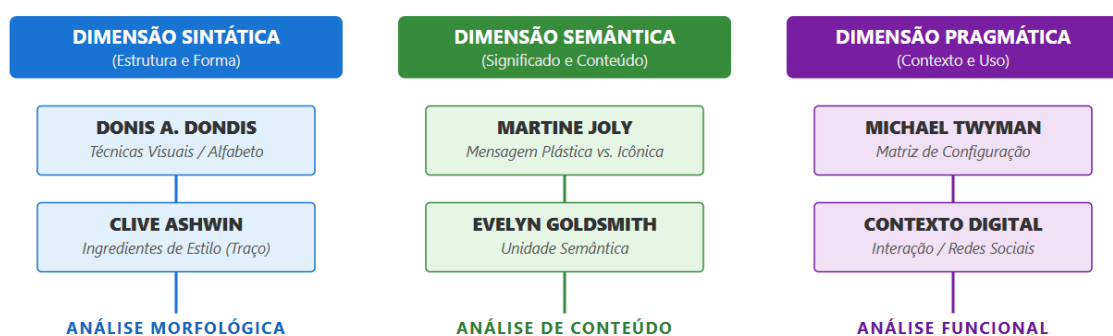 DIMENSÃO SINTÁTICA
(Estrutura e Forma)
DONIS A. DONDIS
Técnicas Visuais / Alfabeto
CLIVE ASHWIN
Ingredientes de Estilo (Traço)
ANÁLISE MORFOLÓGICA
DIMENSÃO SEMÂNTICA
(Significado e Conteúdo)
MARTINE JOLY
Mensagem Plástica vs. Icônica
EVELYN GOLDSMITH
Unidade Semântica
ANÁLISE DE CONTEÚDO
DIMENSÃO PRAGMÁTICA
(Contexto e Uso)
MICHAEL TWYMAN
Matriz de Configuração
CONTEXTO DIGITAL
Interação / Redes Sociais
ANÁLISE FUNCIONAL